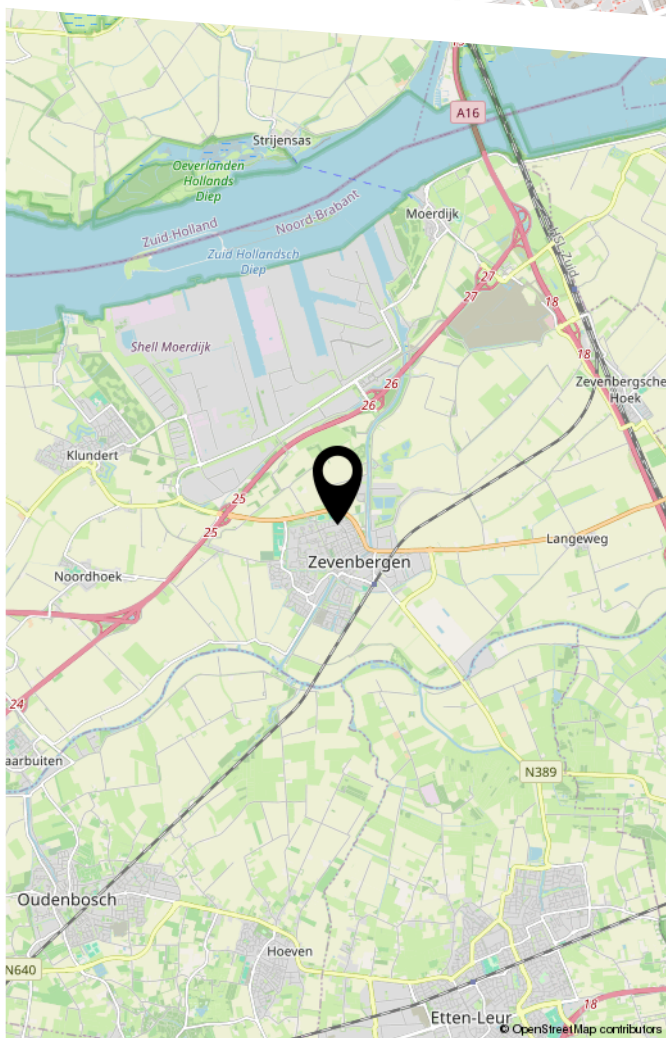 A16
Strijensas
Oeverlanden
Hollands
Diep
Moerdijk
Noord-Brabant
Zuid-Holland
Zuid Hollandsch
Diep
HSL-Zuid
27
27
18
18
Shell Moerdijk
26
26
Zevenbergsche
Hoek
Klundert
25
25
Langeweg
Zevenbergen
Noordhoek
24
aarbuiten
N389
Oudenbosch
Hoeven
N640
18
Etten-Leur
© OpenStreetMap contributors